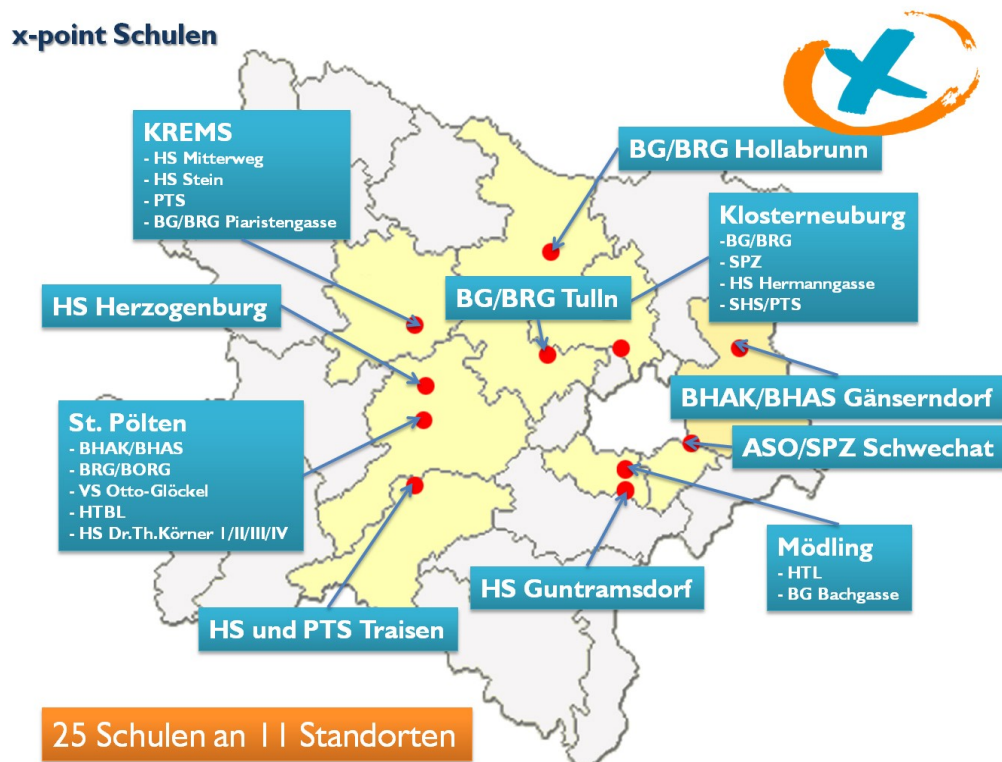 x-point Schulen
KREMS
- HS Mitterweg
- HS Stein
- PTS
- BG/BRG Piaristengasse
BG/BRG Hollabrunn
Klosterneuburg
-BG/BRG
- SPZ
- HS Hermanngasse
- SHS/PTS
HS Herzogenburg
BG/BRG Tulln
BHAK/BHAS Gänserndorf
St. Pölten
- BHAK/BHAS
- BRG/BORG
- VS Otto-Glöckel
- HTBL
- HS Dr.Th.Körner I/II/III/IV
ASO/SPZ Schwechat
Mödling
- HTL
- BG Bachgasse
HS Guntramsdorf
HS und PTS Traisen
25 Schulen an 11 Standorten